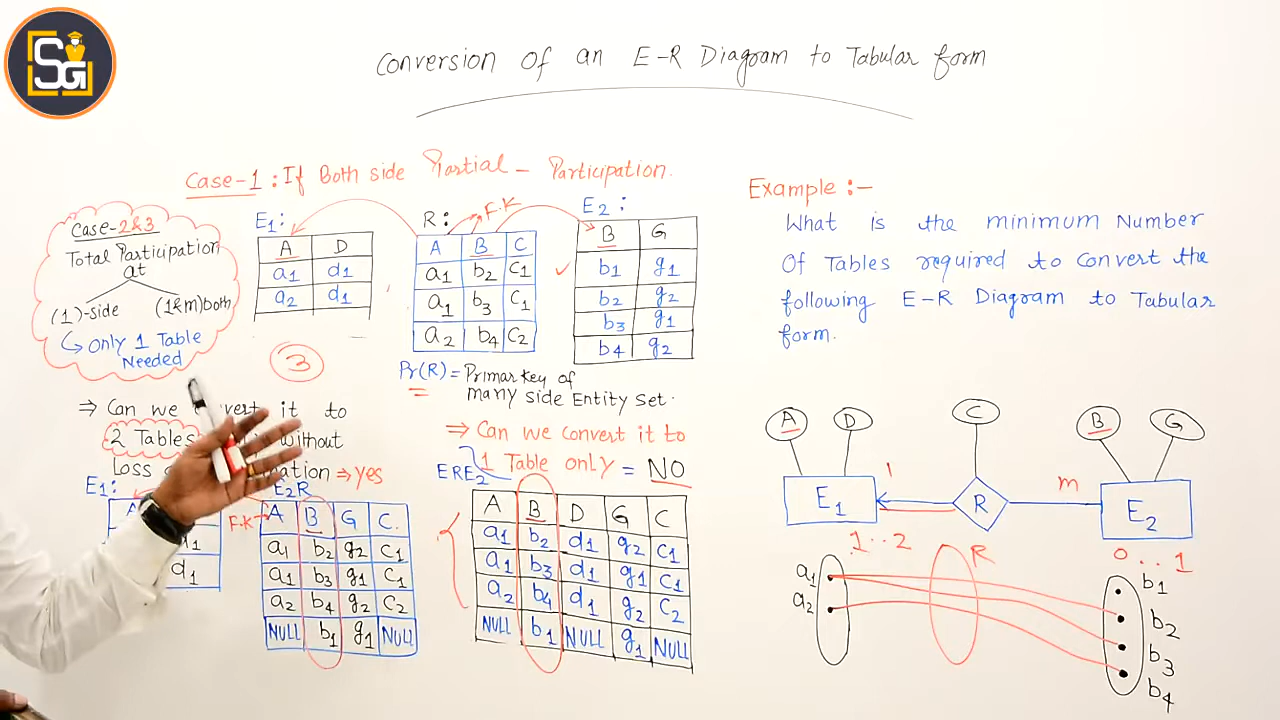 SG
Conversion of an E-R Diagram to Tabular form
Case-1 : If Both side Partial - Participation.
Case-2&3
Total Participation
at
(1)-side (1&m)both
↳ only 1 Table
Needed
E1:
A D
a1 d1
a2 d1
3
R: F.K
A B C
a1 b2 C1
a1 b3 C1
a2 b4 C2
Pr(R) = Primarkey of
many side Entity Set.
E2 :
B G
b1 g1
b2 g2
b3 g1
b4 g2
⇒ Can we convert it to
2 Tables without
Loss
⇒ yes
E1:
A
d1
d1
E2R
F.K→
A B G C.
a1 b2 g2 C1
a1 b3 g1 C1
a2 b4 g2 C2
NULL b1 g1 NULL
⇒ Can we convert it to
1 Table only = NO
ERE2
A B D G C
a1 b2 d1 g2 C1
a1 b3 d1 g1 C1
a2 b4 d1 g2 C2
NULL b1 NULL g1 NULL
Example :-
What is the minimum Number
Of Tables required to Convert the
following E-R Diagram to Tabular
form.
A D C B G
E1 1 R m E2
1..2 0...1
R
a1
a2
b1
b2
b3
b4